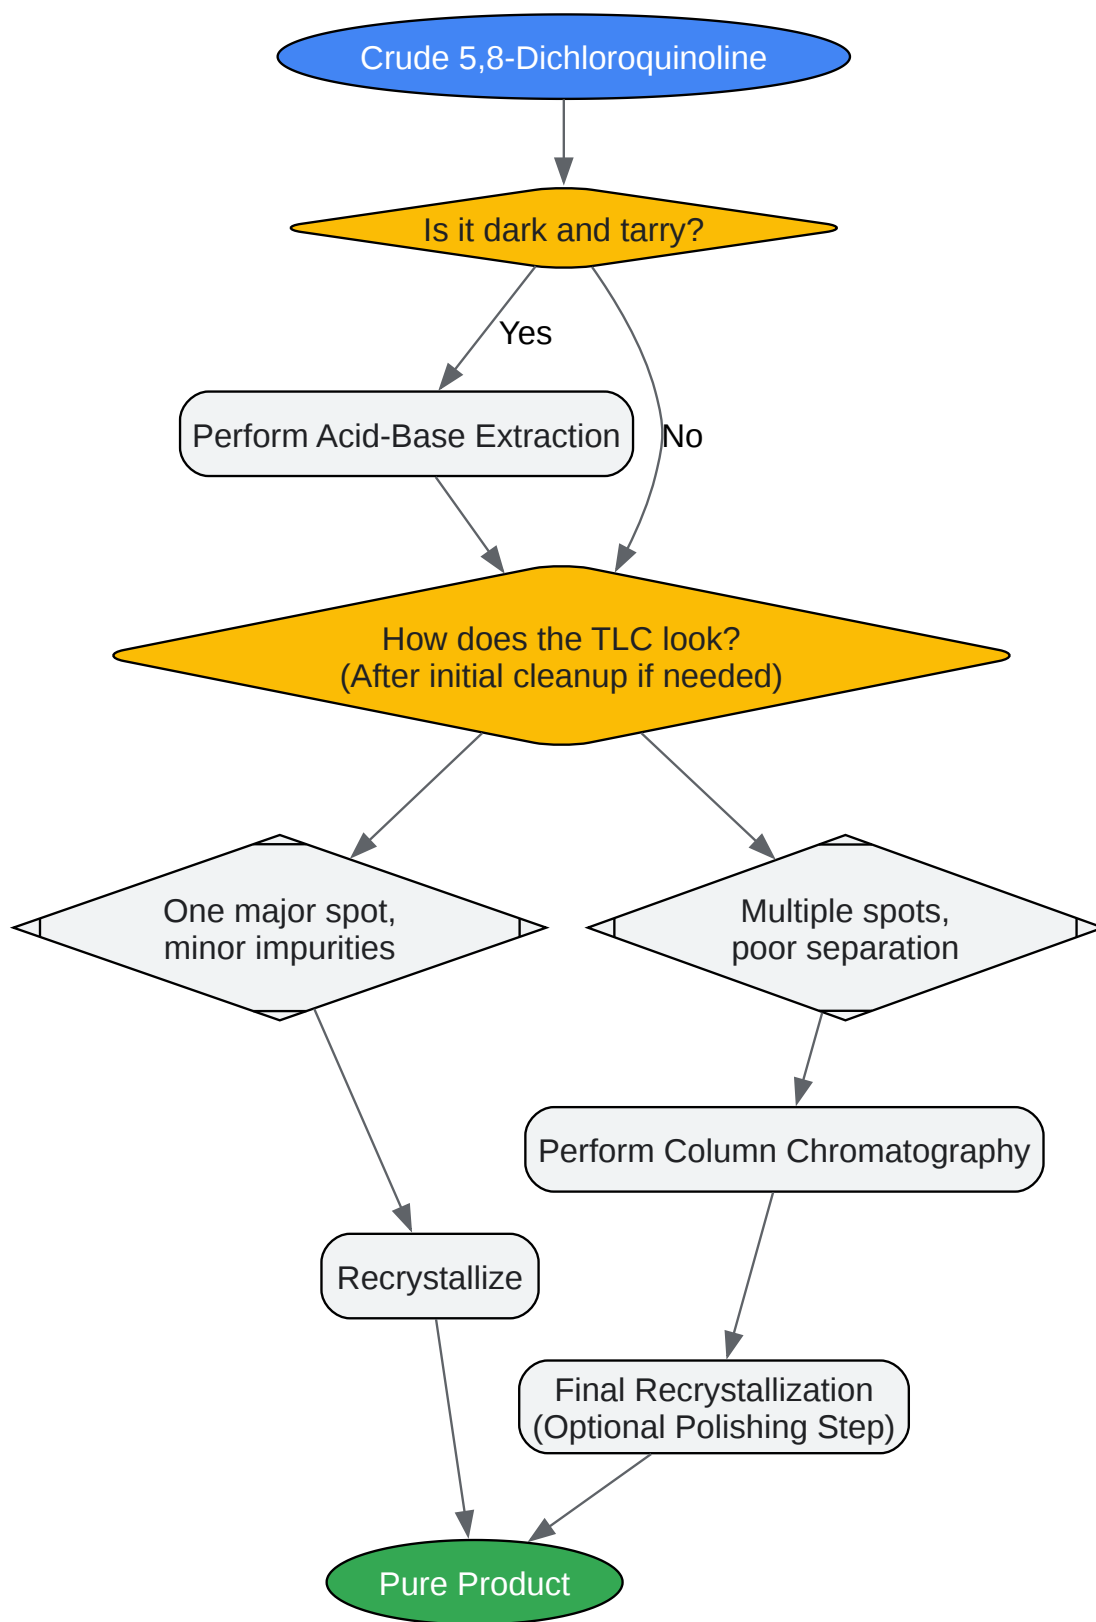 Crude 5,8-Dichloroquinoline
Is it dark and tarry?
Yes
Perform Acid-Base Extraction
No
How does the TLC look?
(After initial cleanup if needed)
One major spot,
minor impurities
Multiple spots,
poor separation
Perform Column Chromatography
Recrystallize
Final Recrystallization
(Optional Polishing Step)
Pure Product